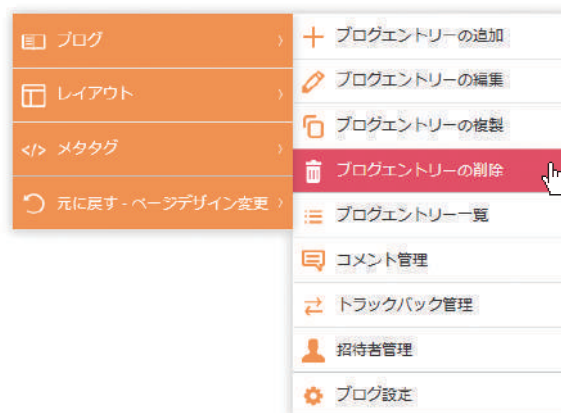 ブログ
レイアウト
</> メタタグ
元に戻す - ページデザイン変更
ブログエントリーの追加
ブログエントリーの編集
ブログエントリーの複製
ブログエントリーの削除
ブログエントリー一覧
コメント管理
トラックバック管理
招待者管理
ブログ設定